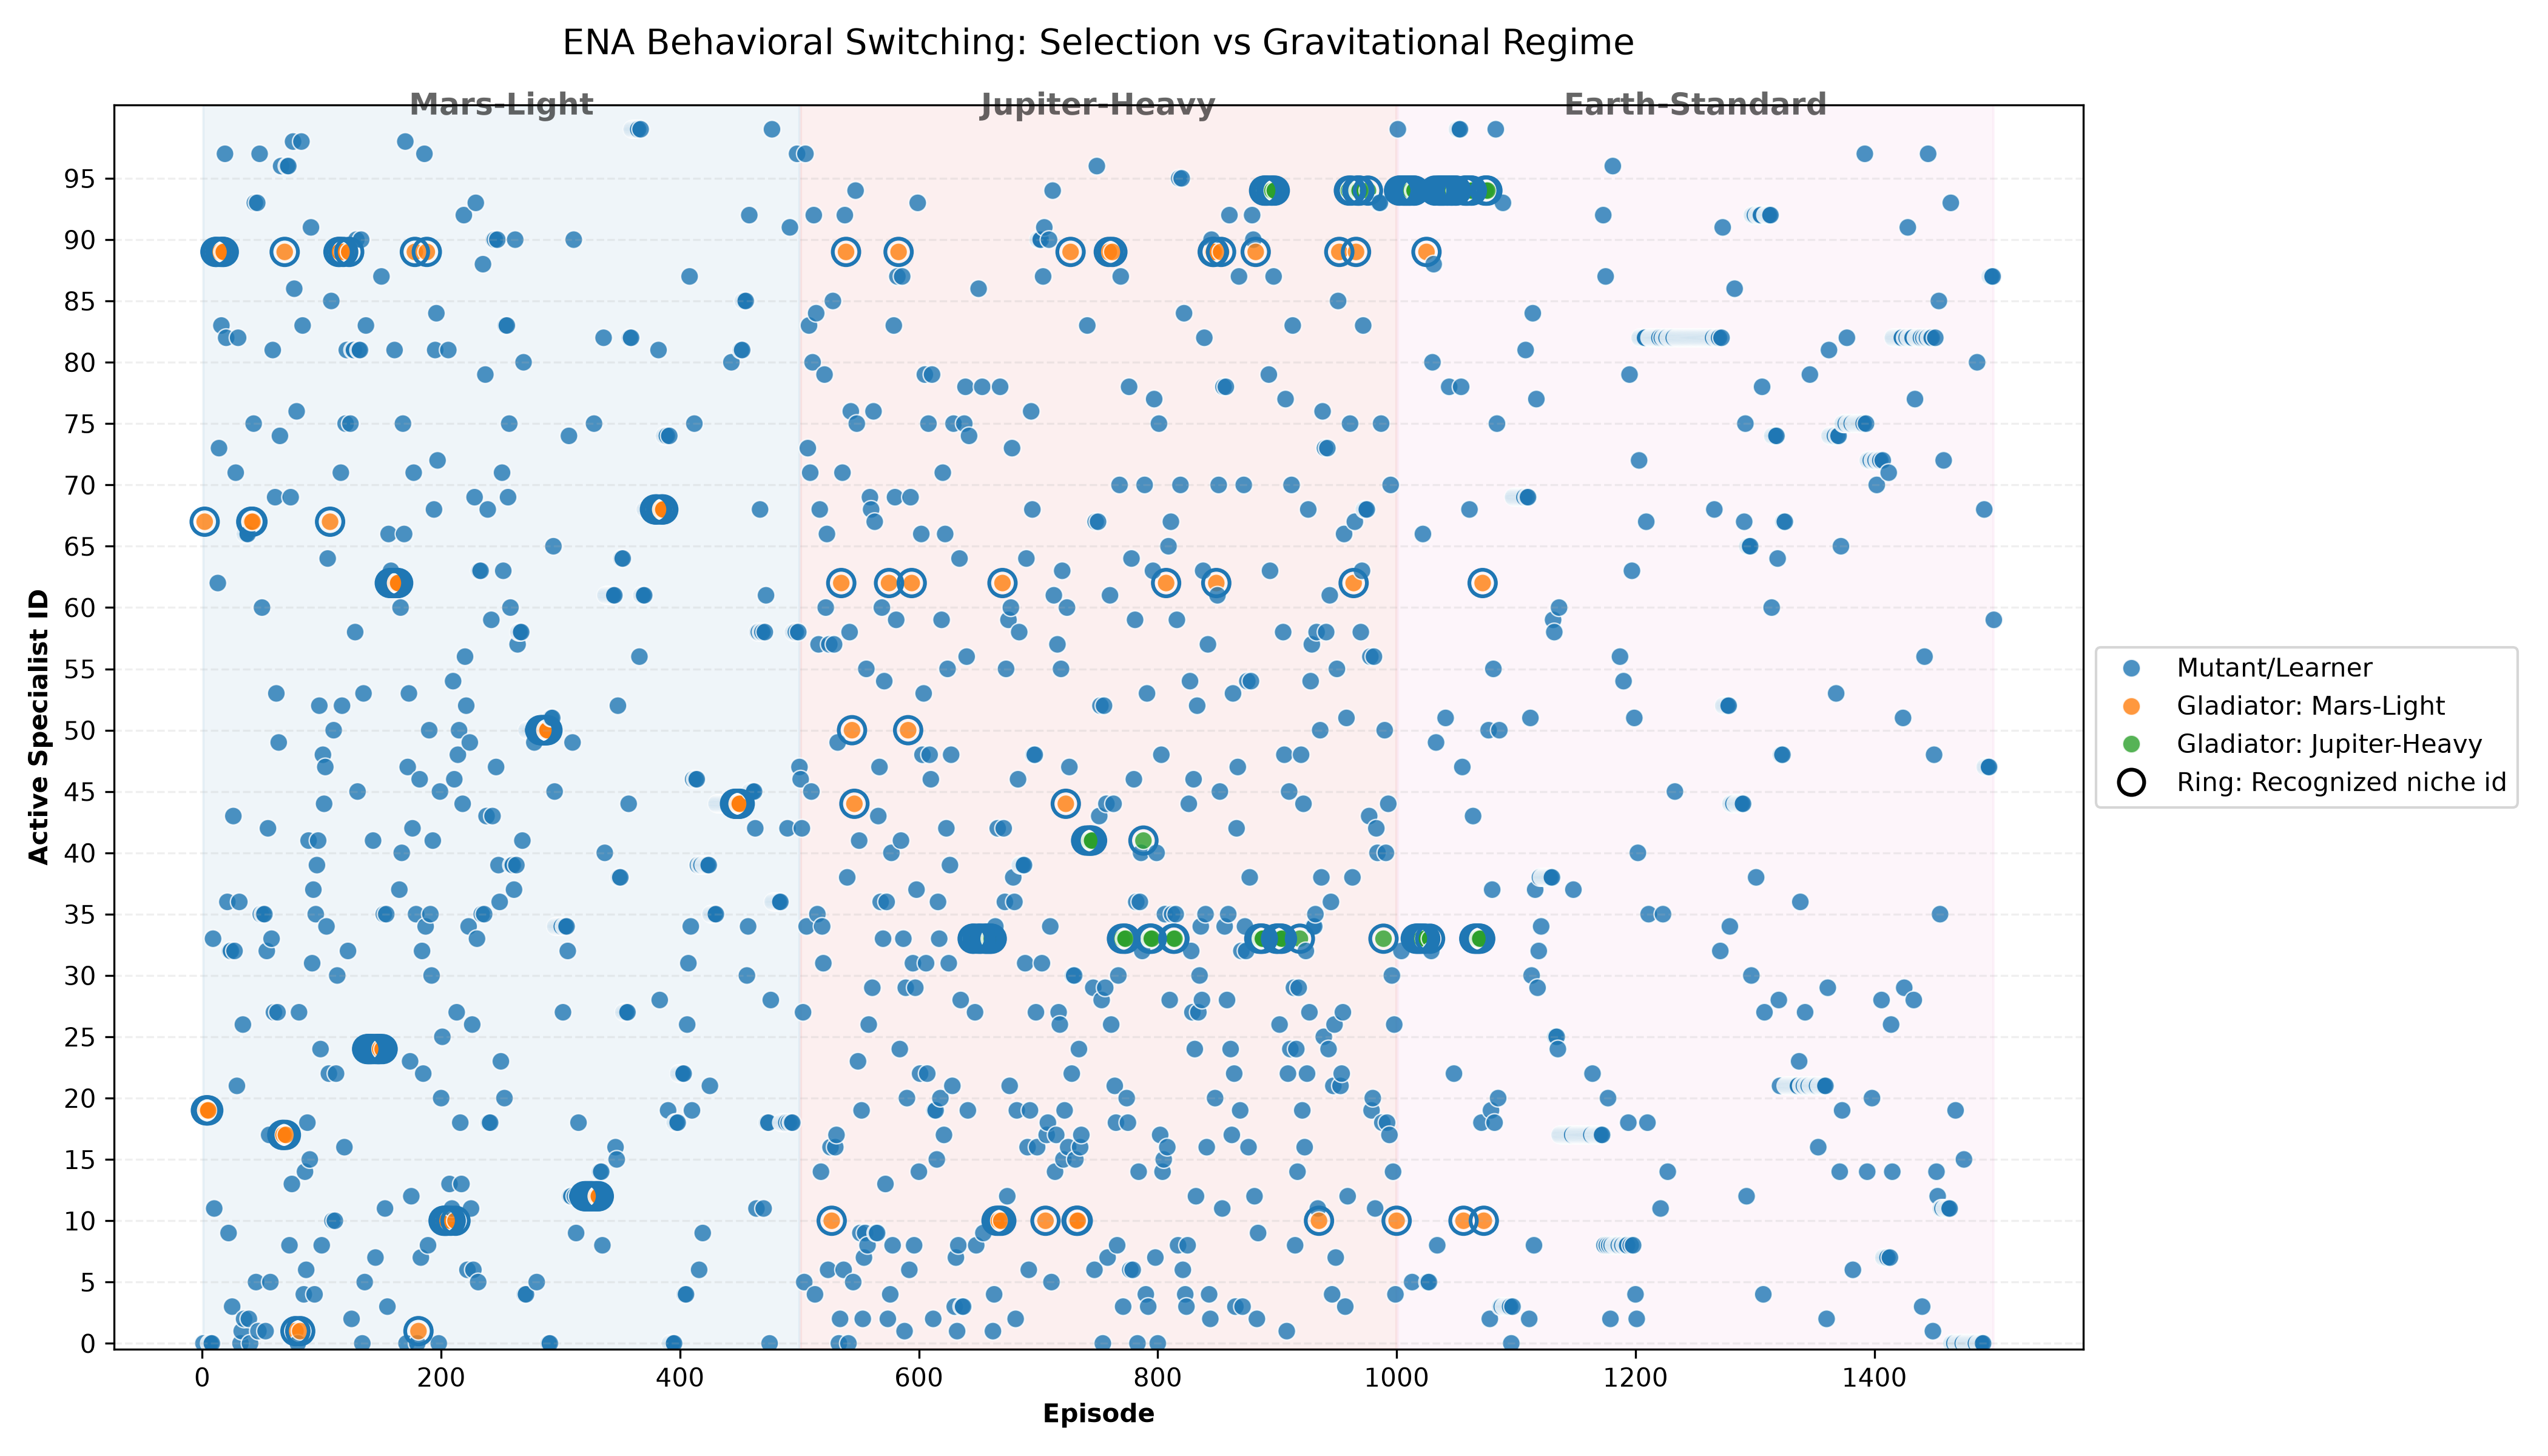 ENA Behavioral Switching: Selection vs Gravitational Regime
Mars-Light
Jupiter-Heavy
Earth-Standard
Active Specialist ID
95
90
85
80
75
70
65
60
55
50
45
40
35
30
25
20
15
10
5
0
0 200 400 600 800 1000 1200 1400
Episode
Mutant/Learner
Gladiator: Mars-Light
Gladiator: Jupiter-Heavy
Ring: Recognized niche id